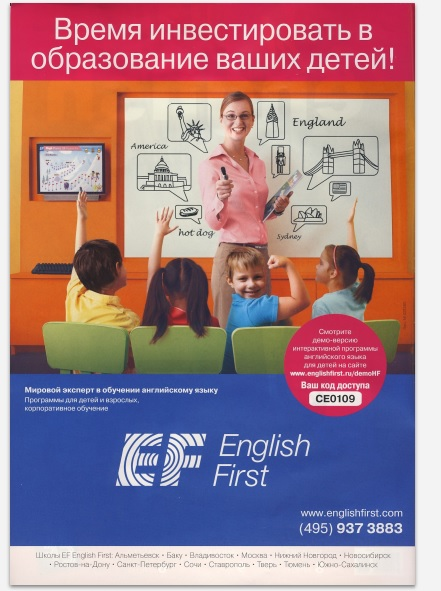 Время инвестировать в
образование ваших детей!
England
America
hot dog
Sydney
Смотрите
демо-версию
интерактивной программы
английского языка
для детей на сайте
www.englishfirst.ru/demoHF
Ваш код доступа
CE0109
Мировой эксперт в обучении английскому языку
Программы для детей и взрослых,
корпоративное обучение
EF English
First
www.englishfirst.com
(495) 937 3883
Школы EF English First: Альметьевск • Баку • Владивосток • Москва • Нижний Новгород • Новосибирск
• Ростов-на-Дону • Санкт-Петербург • Сочи • Ставрополь • Тверь • Тюмень • Южно-Сахалинск